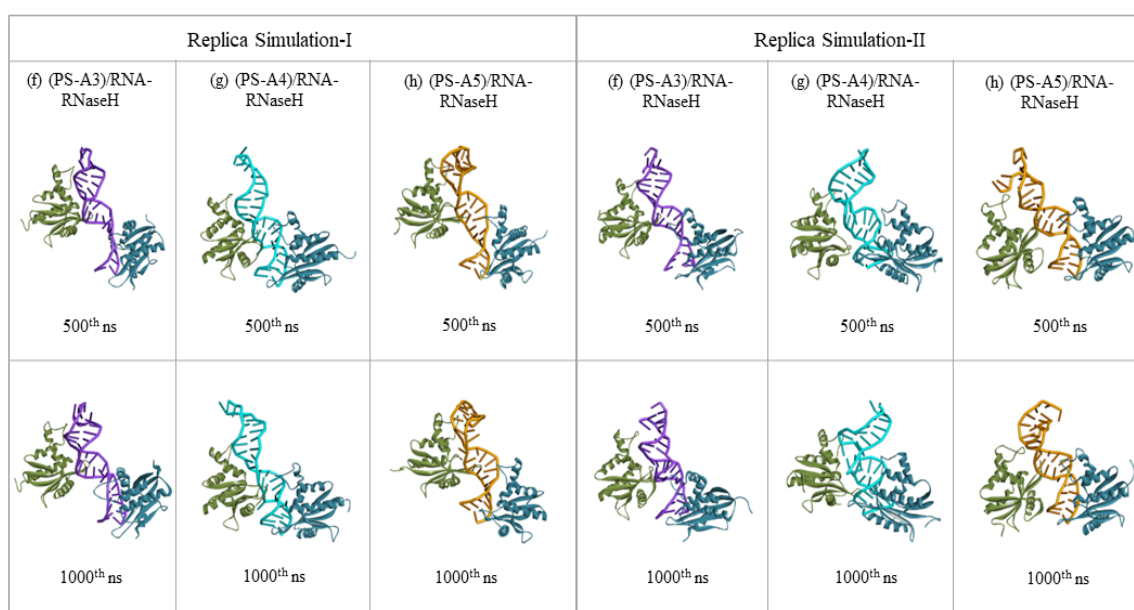 Replica Simulation-I
Replica Simulation-II
(f) (PS-A3)/RNA-
RNaseH
(g) (PS-A4)/RNA-
RNaseH
(h) (PS-A5)/RNA-
RNaseH
(f) (PS-A3)/RNA-
RNaseH
(g) (PS-A4)/RNA-
RNaseH
(h) (PS-A5)/RNA-
RNaseH
500th ns
500th ns
500th ns
500th ns
500th ns
500th ns
1000th ns
1000th ns
1000th ns
1000th ns
1000th ns
1000th ns